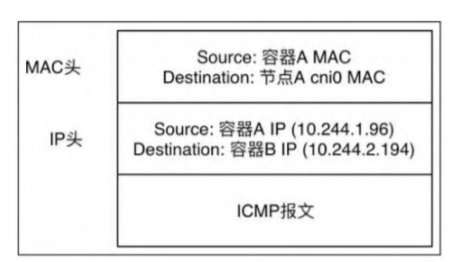 MAC头
Source: 容器A MAC
Destination: 节点A cni0 MAC
IP头
Source: 容器A IP (10.244.1.96)
Destination: 容器B IP (10.244.2.194)
ICMP报文